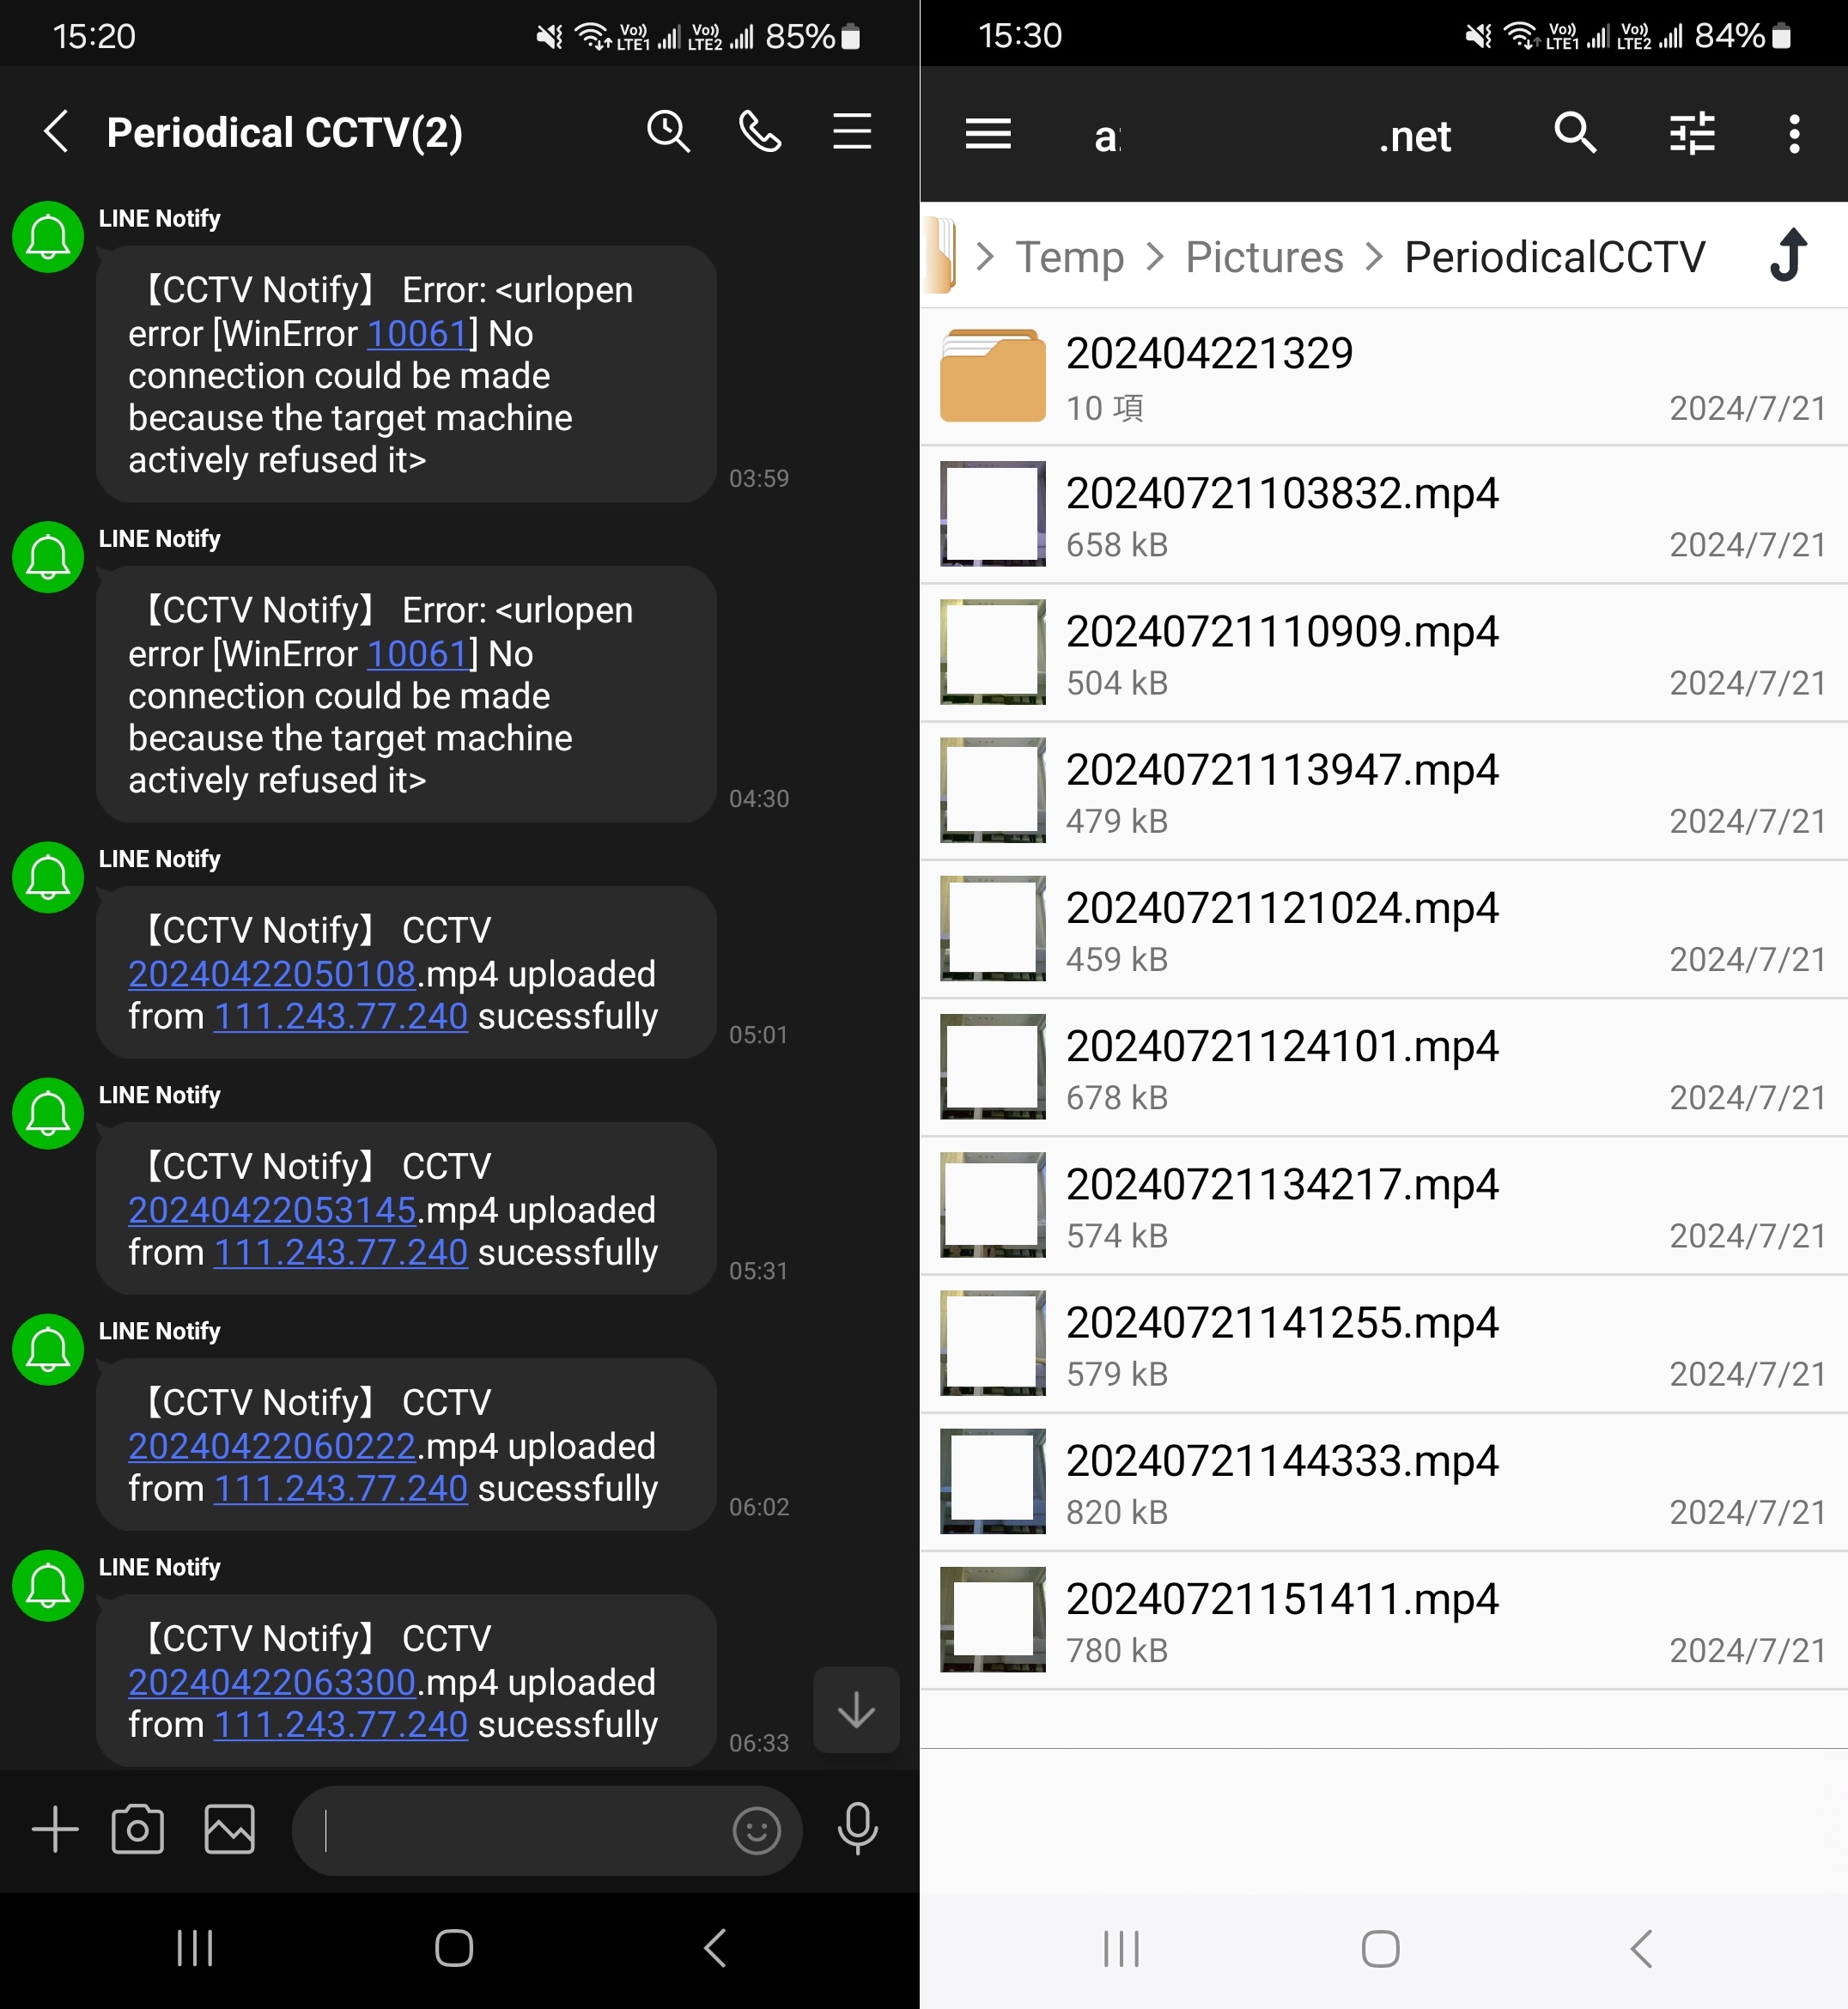 15:20
Vo)) LTE1
Vo)) LTE2
85%
Periodical CCTV(2)
LINE Notify
【CCTV Notify】 Error: <urlopen
error [WinError 10061] No
connection could be made
because the target machine
actively refused it>
03:59
LINE Notify
【CCTV Notify】 Error: <urlopen
error [WinError 10061] No
connection could be made
because the target machine
actively refused it>
04:30
LINE Notify
【CCTV Notify】 CCTV
20240422050108.mp4 uploaded
from 111.243.77.240 sucessfully
05:01
LINE Notify
【CCTV Notify】 CCTV
20240422053145.mp4 uploaded
from 111.243.77.240 sucessfully
05:31
LINE Notify
【CCTV Notify】 CCTV
20240422060222.mp4 uploaded
from 111.243.77.240 sucessfully
06:02
LINE Notify
【CCTV Notify】 CCTV
20240422063300.mp4 uploaded
from 111.243.77.240 sucessfully
06:33
15:30
Vo)) LTE1
Vo)) LTE2
84%
a .net
> Temp > Pictures > PeriodicalCCTV
202404221329
10 項 2024/7/21
20240721103832.mp4
658 kB 2024/7/21
20240721110909.mp4
504 kB 2024/7/21
20240721113947.mp4
479 kB 2024/7/21
20240721121024.mp4
459 kB 2024/7/21
20240721124101.mp4
678 kB 2024/7/21
20240721134217.mp4
574 kB 2024/7/21
20240721141255.mp4
579 kB 2024/7/21
20240721144333.mp4
820 kB 2024/7/21
20240721151411.mp4
780 kB 2024/7/21